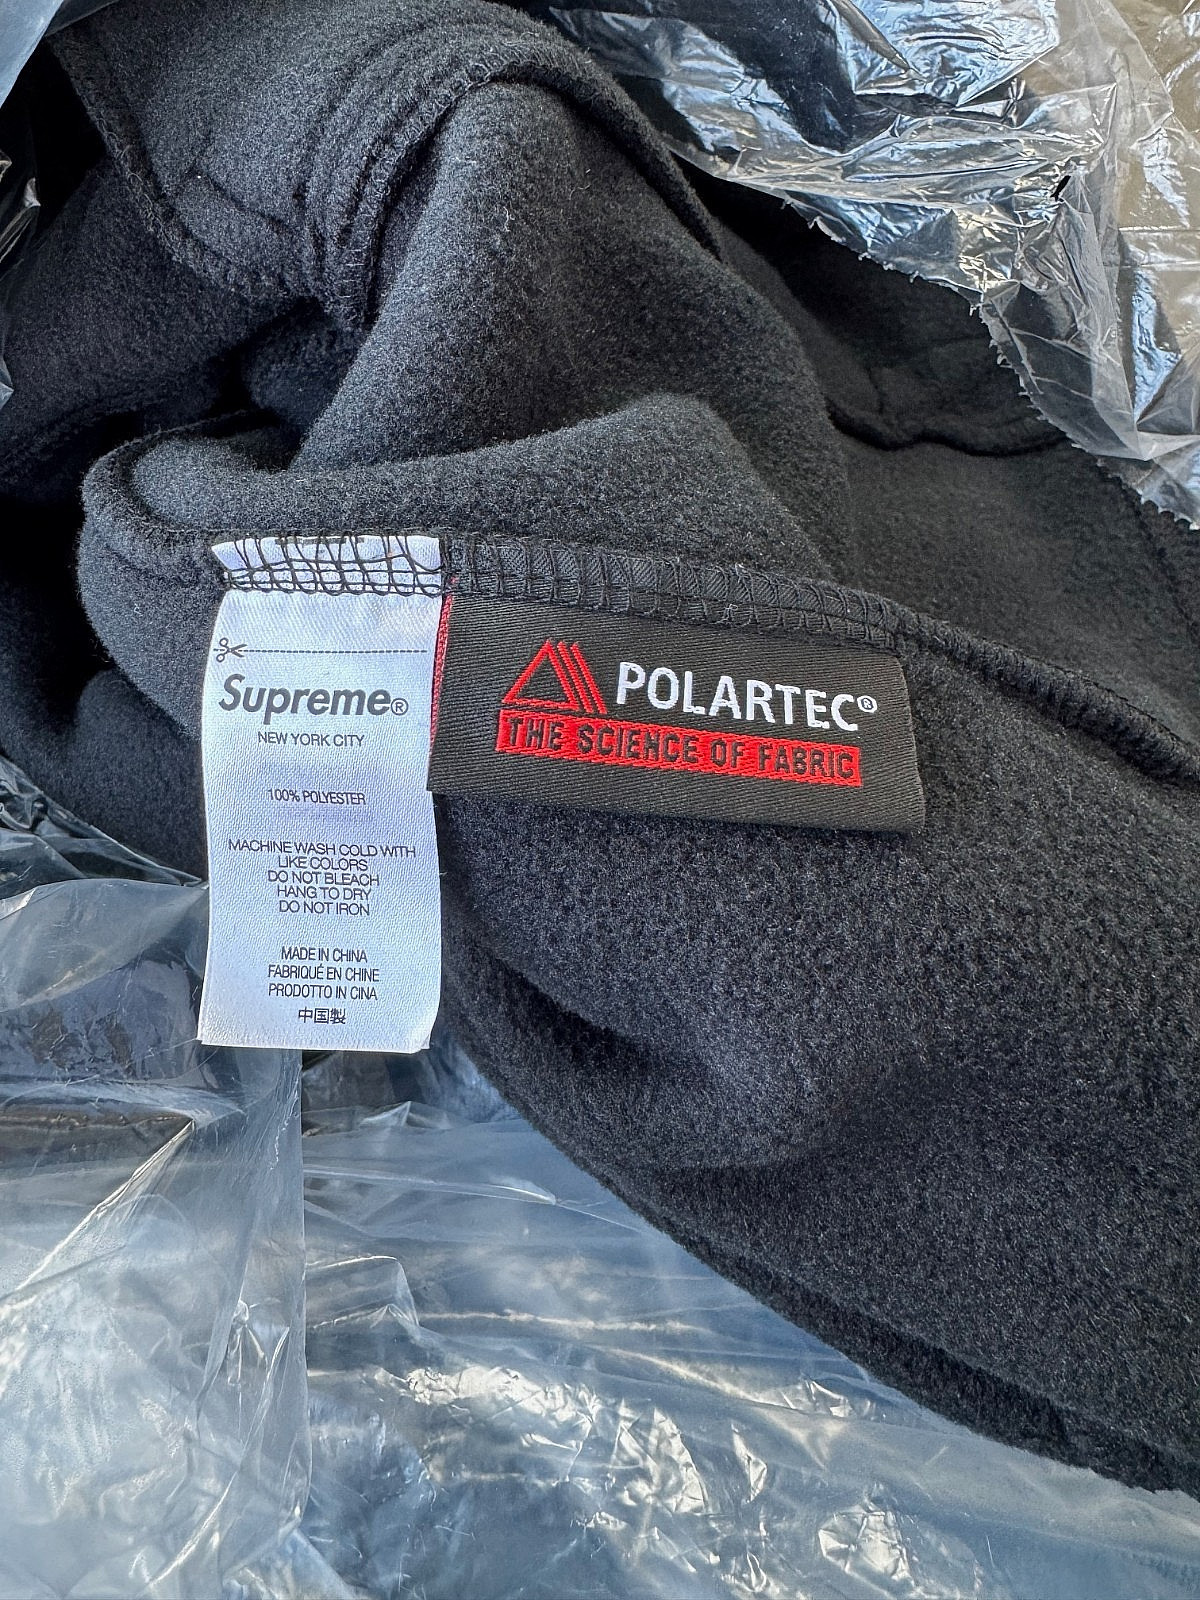 Supreme®
NEW YORK CITY
100% POLYESTER
MACHINE WASH COLD WITH
LIKE COLORS
DO NOT BLEACH
HANG TO DRY
DO NOT IRON
MADE IN CHINA
FABRIQUÉ EN CHINE
PRODOTTO IN CINA
中国製
POLARTEC®
THE SCIENCE OF FABRIC